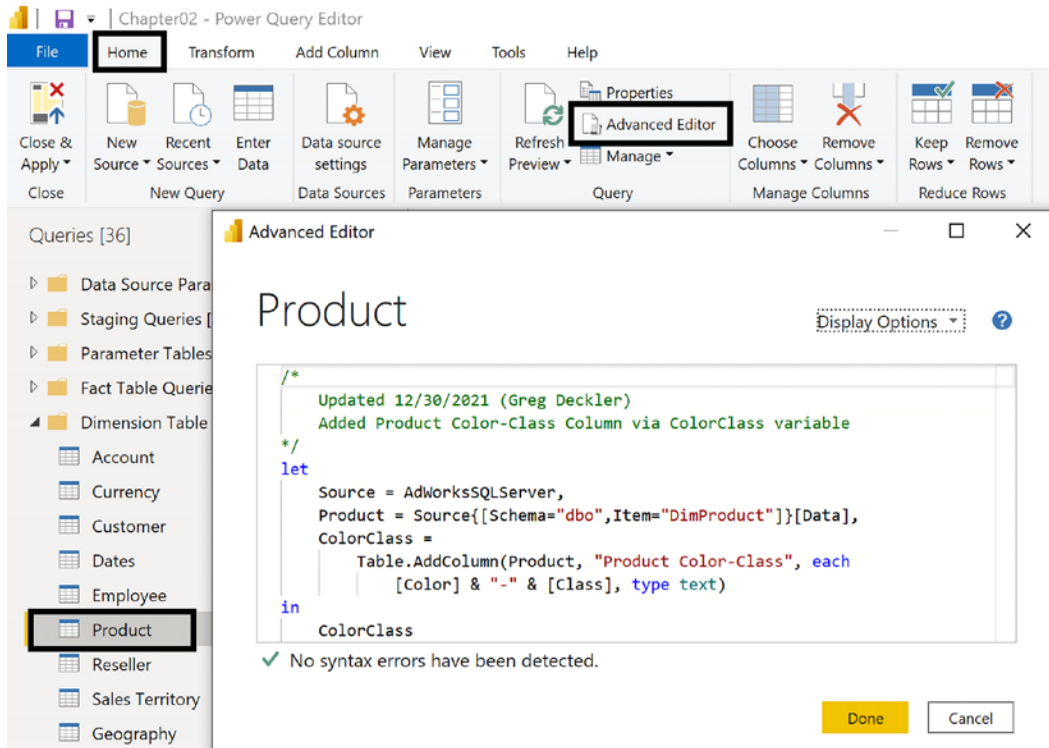 Chapter02 - Power Query Editor
File Home Transform Add Column View Tools Help
Close & Apply
New Source
Recent Sources
Enter Data
Data source settings
Manage Parameters
Refresh Preview
Properties
Advanced Editor
Manage
Choose Columns
Remove Columns
Keep Rows
Remove Rows
Close New Query Data Sources Parameters Query Manage Columns Reduce Rows
Queries [36]
Data Source Para
Staging Queries [
Parameter Tables
Fact Table Querie
Dimension Table
Account
Currency
Customer
Dates
Employee
Product
Reseller
Sales Territory
Geography
Advanced Editor
Product
Display Options
?
/*
Updated 12/30/2021 (Greg Deckler)
Added Product Color-Class Column via ColorClass variable
*/
let
Source = AdWorksSQLServer,
Product = Source{[Schema="dbo",Item="DimProduct"]}[Data],
ColorClass =
Table.AddColumn(Product, "Product Color-Class", each
[Color] & "-" & [Class], type text)
in
ColorClass
No syntax errors have been detected.
Done Cancel